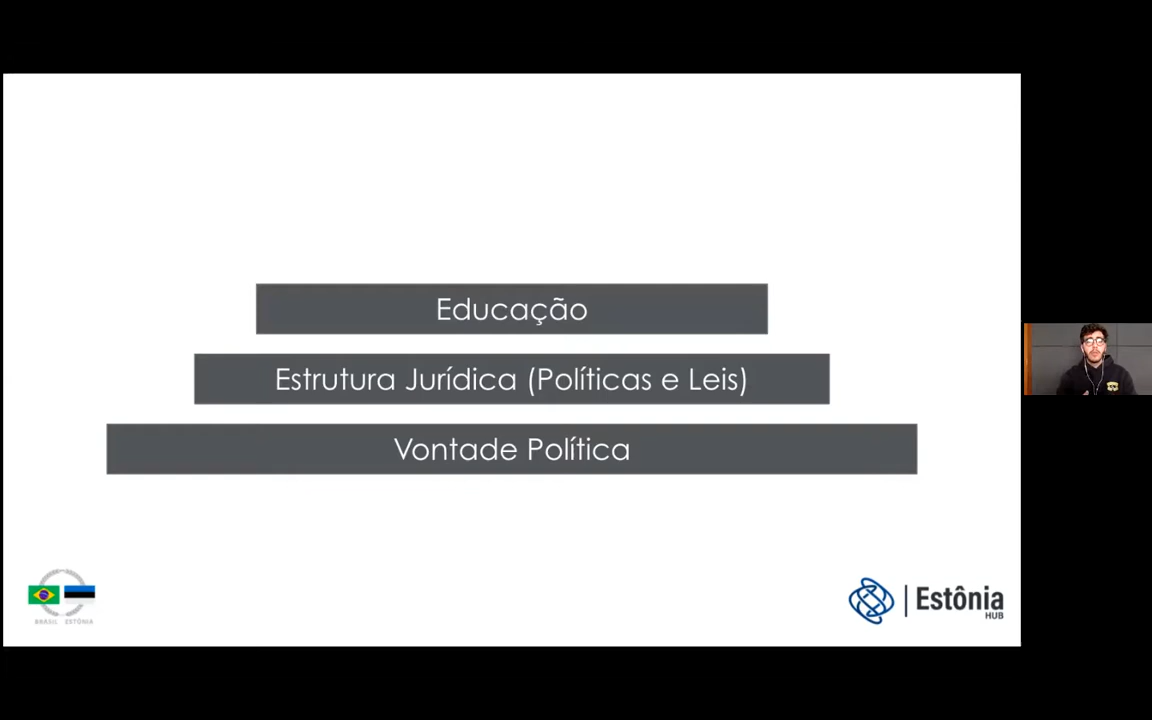 Educação
Estrutura Jurídica (Políticas e Leis)
Vontade Política
BRASIL ESTÔNIA
Estônia
HUB